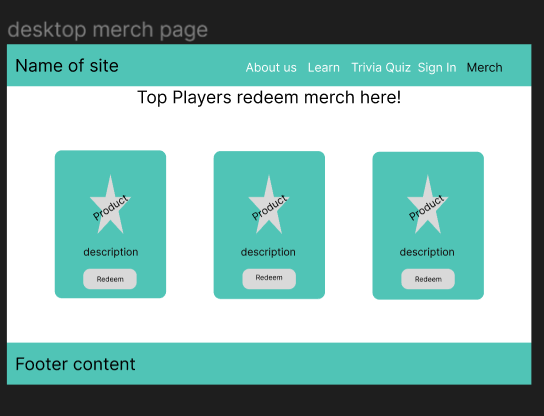 desktop merch page
Name of site
About us Learn Trivia Quiz Sign In Merch
Top Players redeem merch here!
Product Product Product
description description description
Redeem Redeem Redeem
Footer content